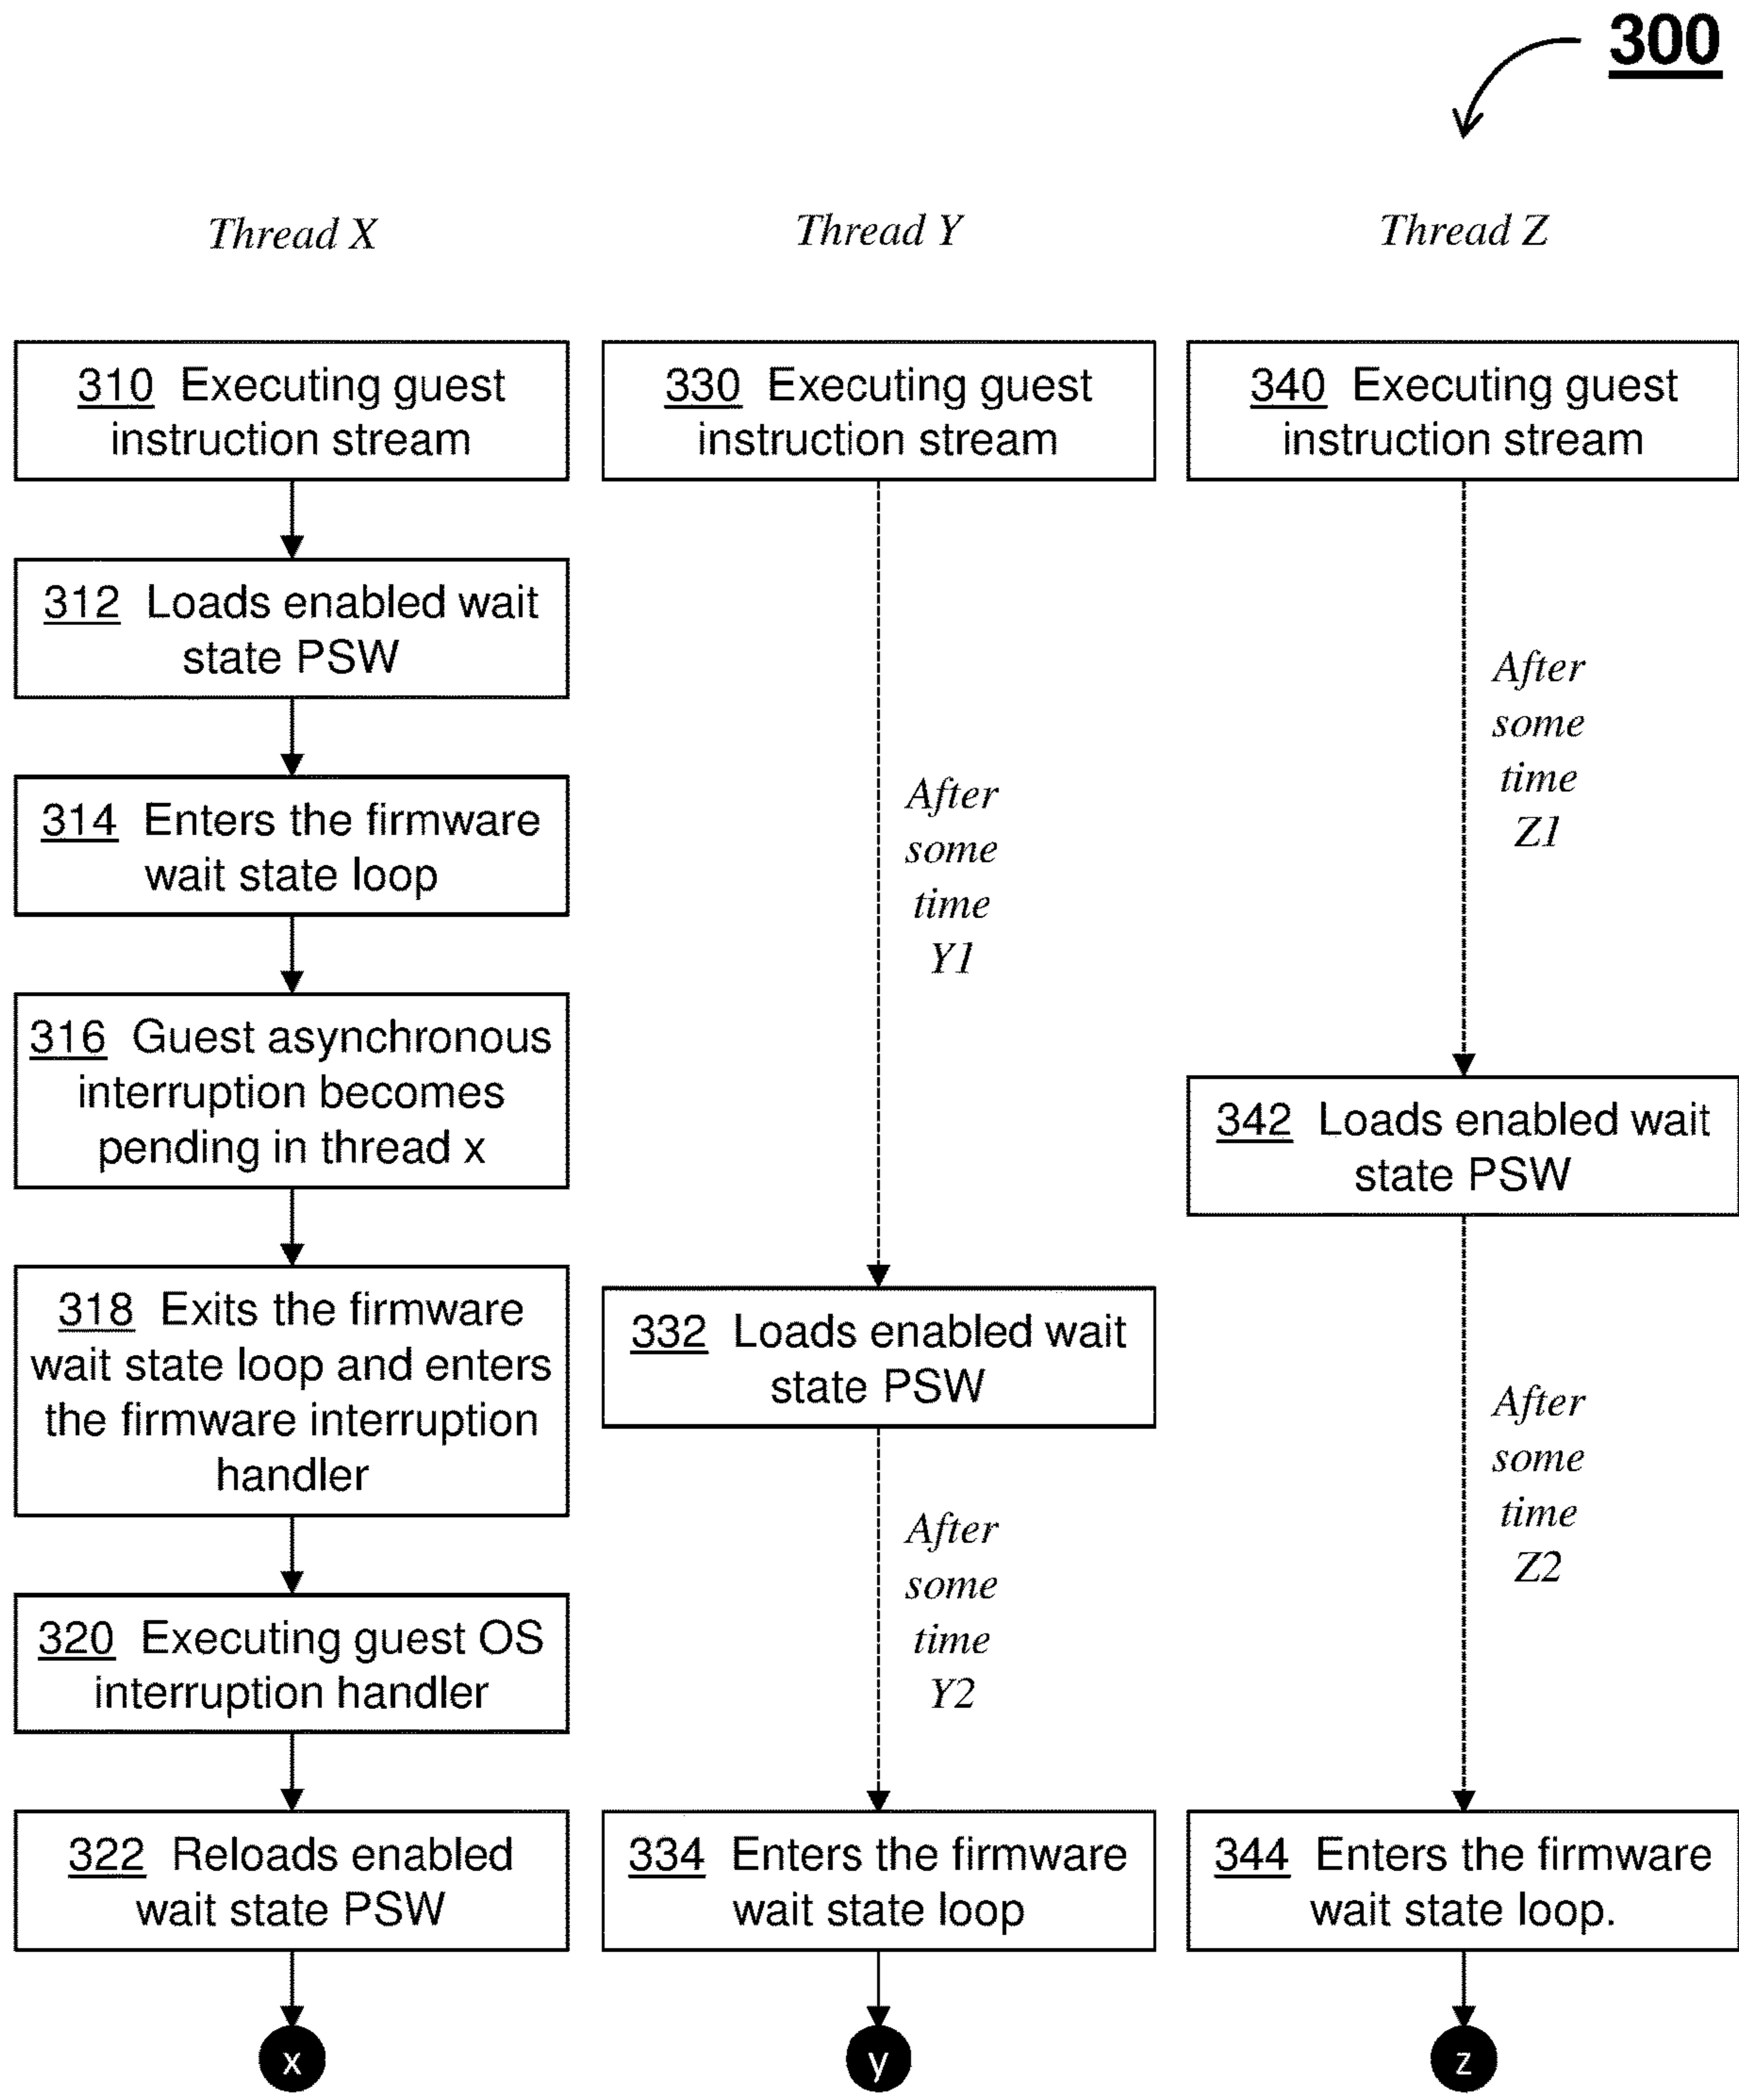 300
Thread X
Thread Y
Thread Z
310 Executing guest
instruction stream
312 Loads enabled wait
state PSW
314 Enters the firmware
wait state loop
316 Guest asynchronous
interruption becomes
pending in thread x
318 Exits the firmware
wait state loop and enters
the firmware interruption
handler
320 Executing guest OS
interruption handler
322 Reloads enabled
wait state PSW
x
330 Executing guest
instruction stream
After
some
time
Y1
332 Loads enabled wait
state PSW
After
some
time
Y2
334 Enters the firmware
wait state loop
y
340 Executing guest
instruction stream
After
some
time
Z1
342 Loads enabled wait
state PSW
After
some
time
Z2
344 Enters the firmware
wait state loop.
z